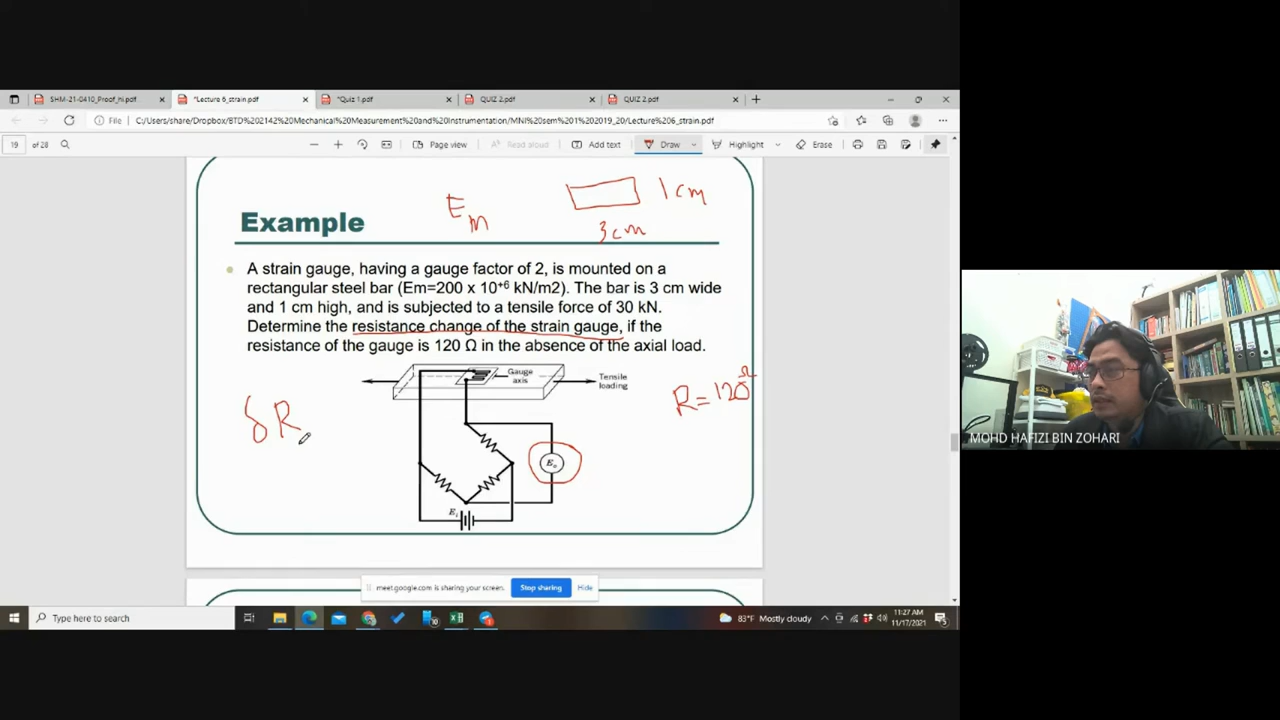 SHM-21-0410_Proof_hi.pdf
*Lecture 6_strain.pdf
*Quiz 1.pdf
QUIZ 2.pdf
QUIZ 2.pdf
File
C:/Users/share/Dropbox/BTD%202142%20Mechanical%20Measurement%20and%20Instrumentation/MNI%20sem%201%202019_20/Lecture%206_strain.pdf
19 of 28
Page view
Read aloud
Add text
Draw
Highlight
Erase
Em
1 cm
3 cm
Example
A strain gauge, having a gauge factor of 2, is mounted on a
rectangular steel bar (Em=200 x 10+6 kN/m2). The bar is 3 cm wide
and 1 cm high, and is subjected to a tensile force of 30 kN.
Determine the resistance change of the strain gauge, if the
resistance of the gauge is 120 Ω in the absence of the axial load.
Gauge
axis
Tensile
loading
R=120Ω
δR
Eo
Ei
MOHD HAFIZI BIN ZOHARI
meet.google.com is sharing your screen.
Stop sharing
Hide
Type here to search
83°F Mostly cloudy
11:27 AM
11/17/2021